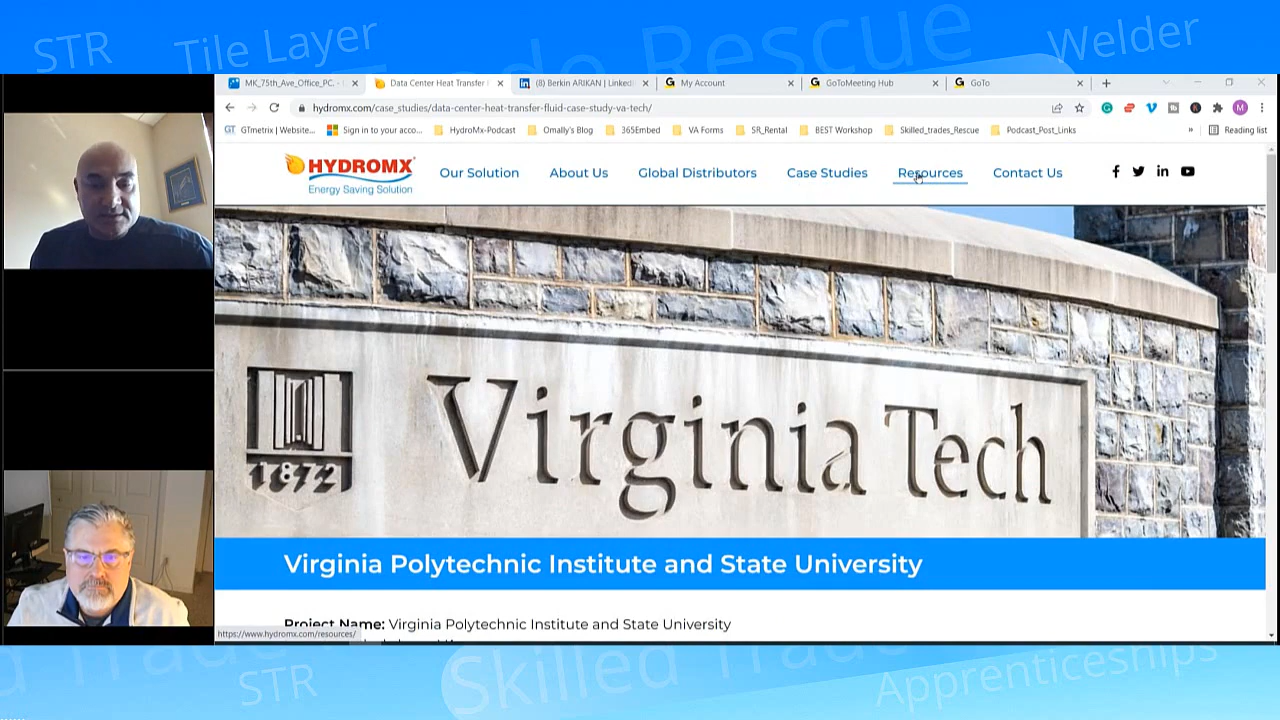 STR
Tile Layer
de Rescue
Welder
MK_75th_Ave_Office_PC. -
Data Center Heat Transfer
(8) Berkin ARIKAN | LinkedI
My Account
GoToMeeting Hub
GoTo
hydromx.com/case_studies/data-center-heat-transfer-fluid-case-study-va-tech/
GTmetrix | Website...
Sign in to your acco...
HydroMx-Podcast
Omally's Blog
365Embed
VA Forms
SR_Rental
BEST Workshop
Skilled_trades_Rescue
Podcast_Post_Links
»
Reading list
HYDROMX
Energy Saving Solution
Our Solution
About Us
Global Distributors
Case Studies
Resources
Contact Us
1872
Virginia Tech
Virginia Polytechnic Institute and State University
Project Name: Virginia Polytechnic Institute and State University
https://www.hydromx.com/resources/
STR
Skilled Trad
Apprenticeships